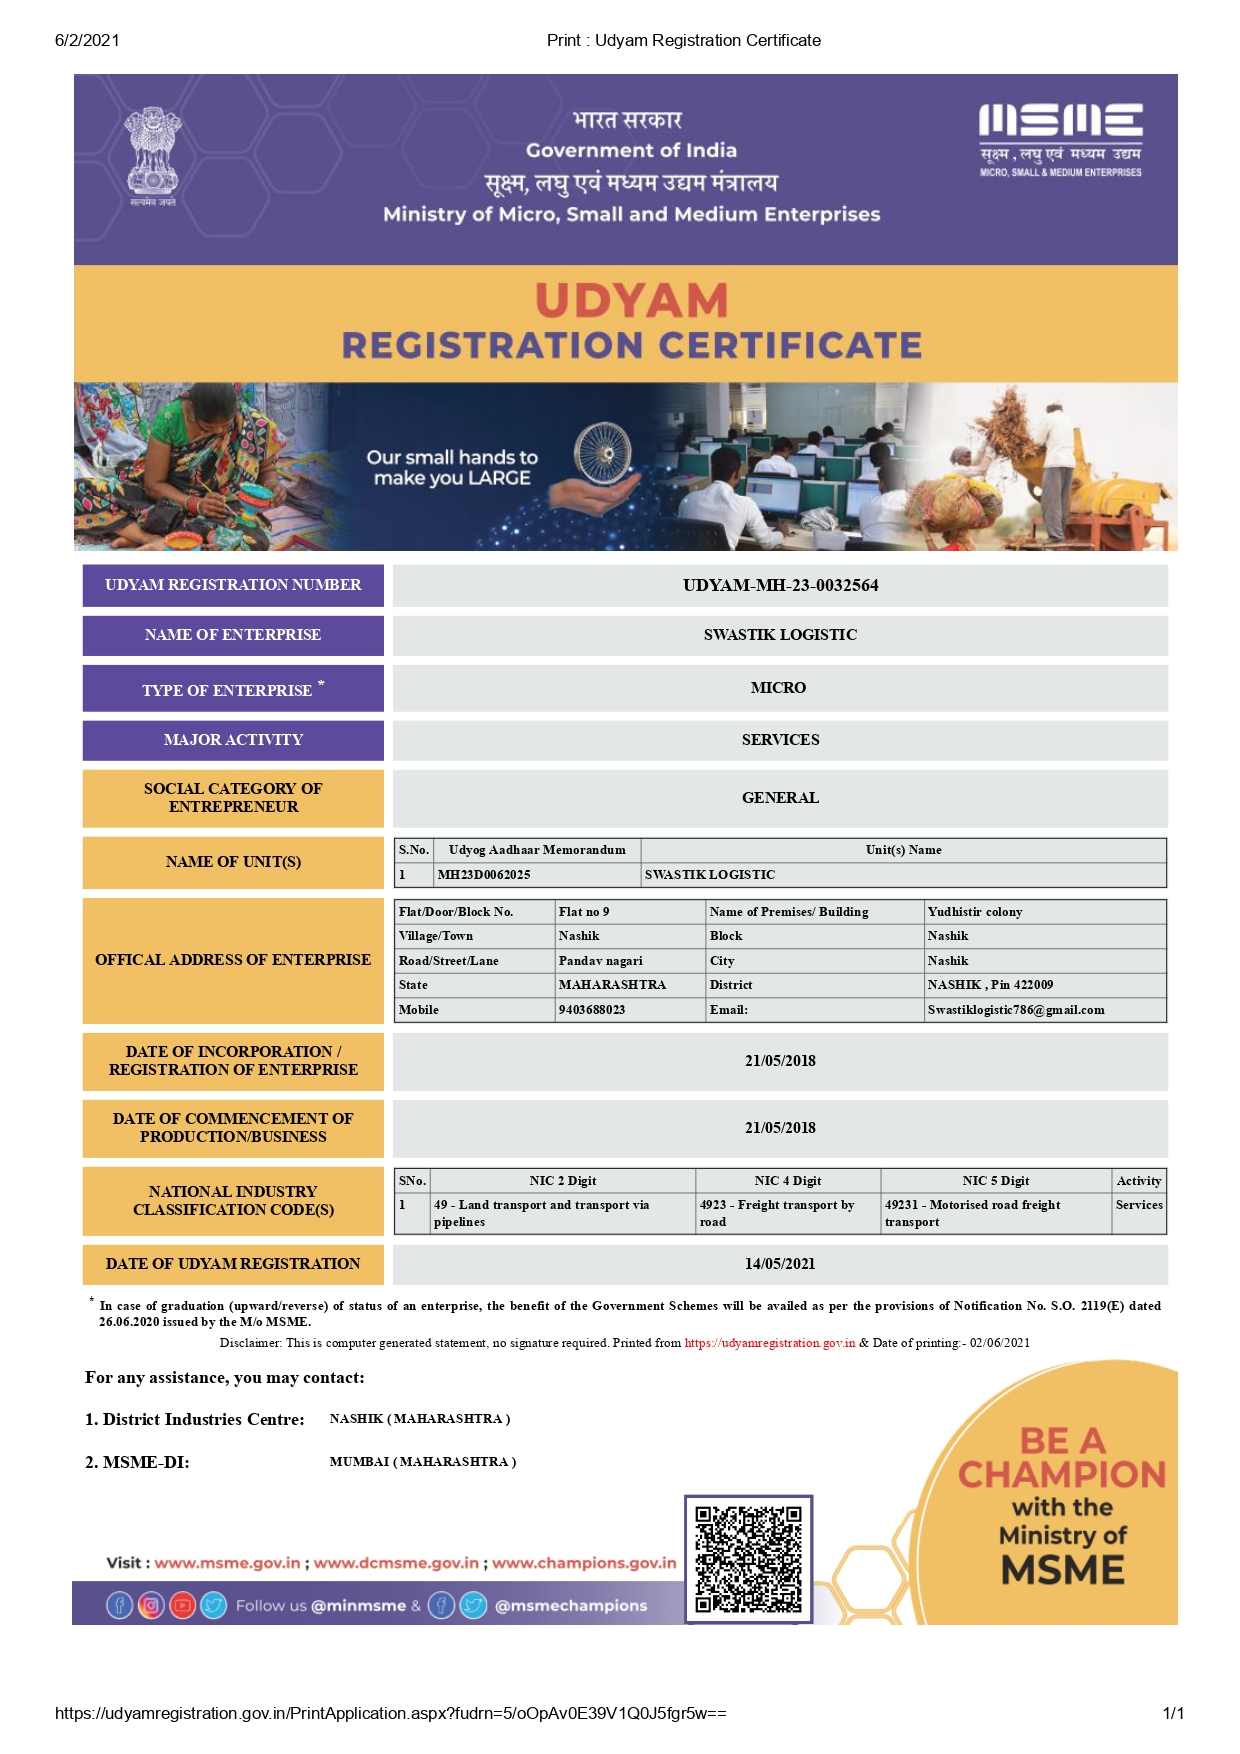 6/2/2021 Print : Udyam Registration Certificate
भारत सरकार
Government of India
सूक्ष्म, लघु एवं मध्यम उद्यम मंत्रालय
Ministry of Micro, Small and Medium Enterprises
सत्यमेव जयते
MSME
सूक्ष्म , लघु एवं मध्यम उद्यम
MICRO, SMALL & MEDIUM ENTERPRISES
UDYAM
REGISTRATION CERTIFICATE
Our small hands to
make you LARGE
UDYAM REGISTRATION NUMBER UDYAM-MH-23-0032564
NAME OF ENTERPRISE SWASTIK LOGISTIC
TYPE OF ENTERPRISE * MICRO
MAJOR ACTIVITY SERVICES
SOCIAL CATEGORY OF
ENTREPRENEUR
GENERAL
NAME OF UNIT(S)
S.No. Udyog Aadhaar Memorandum Unit(s) Name
1 MH23D0062025 SWASTIK LOGISTIC
OFFICAL ADDRESS OF ENTERPRISE
Flat/Door/Block No. Flat no 9 Name of Premises/ Building Yudhistir colony
Village/Town Nashik Block Nashik
Road/Street/Lane Pandav nagari City Nashik
State MAHARASHTRA District NASHIK , Pin 422009
Mobile 9403688023 Email: Swastiklogistic786@gmail.com
DATE OF INCORPORATION /
REGISTRATION OF ENTERPRISE
21/05/2018
DATE OF COMMENCEMENT OF
PRODUCTION/BUSINESS
21/05/2018
NATIONAL INDUSTRY
CLASSIFICATION CODE(S)
SNo. NIC 2 Digit NIC 4 Digit NIC 5 Digit Activity
1 49 - Land transport and transport via 4923 - Freight transport by 49231 - Motorised road freight Services
pipelines road transport
DATE OF UDYAM REGISTRATION 14/05/2021
* In case of graduation (upward/reverse) of status of an enterprise, the benefit of the Government Schemes will be availed as per the provisions of Notification No. S.O. 2119(E) dated
26.06.2020 issued by the M/o MSME.
Disclaimer: This is computer generated statement, no signature required. Printed from https://udyamregistration.gov.in & Date of printing:- 02/06/2021
For any assistance, you may contact:
1. District Industries Centre: NASHIK ( MAHARASHTRA )
2. MSME-DI: MUMBAI ( MAHARASHTRA )
BE A
CHAMPION
with the
Ministry of
MSME
Visit : www.msme.gov.in ; www.dcmsme.gov.in ; www.champions.gov.in
Follow us @minmsme & @msmechampions
https://udyamregistration.gov.in/PrintApplication.aspx?fudrn=5/oOpAv0E39V1Q0J5fgr5w== 1/1